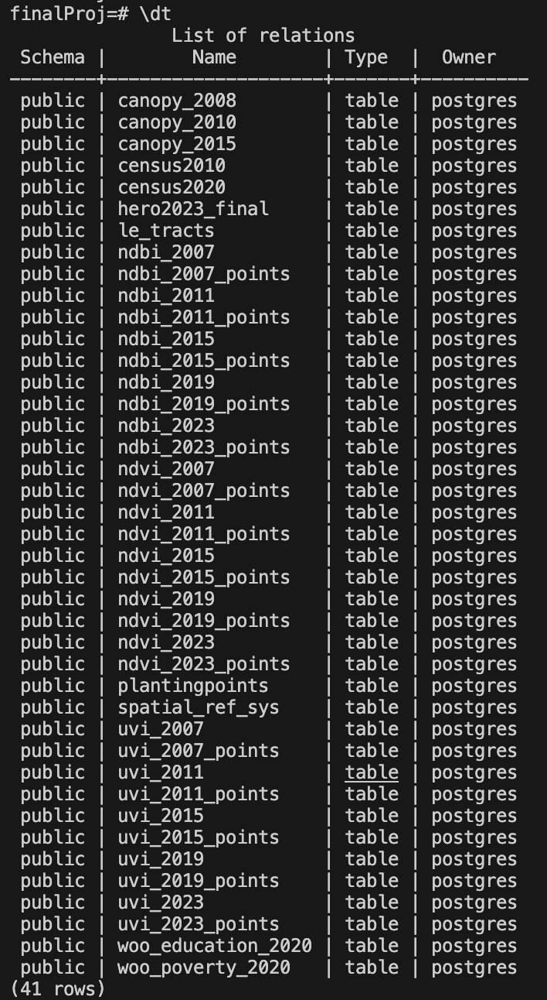 finalProj=# \dt
List of relations
Schema | Name | Type | Owner
--------+--------------------+-------+----------
public | canopy_2008 | table | postgres
public | canopy_2010 | table | postgres
public | canopy_2015 | table | postgres
public | census2010 | table | postgres
public | census2020 | table | postgres
public | hero2023_final | table | postgres
public | le_tracts | table | postgres
public | ndbi_2007 | table | postgres
public | ndbi_2007_points | table | postgres
public | ndbi_2011 | table | postgres
public | ndbi_2011_points | table | postgres
public | ndbi_2015 | table | postgres
public | ndbi_2015_points | table | postgres
public | ndbi_2019 | table | postgres
public | ndbi_2019_points | table | postgres
public | ndbi_2023 | table | postgres
public | ndbi_2023_points | table | postgres
public | ndvi_2007 | table | postgres
public | ndvi_2007_points | table | postgres
public | ndvi_2011 | table | postgres
public | ndvi_2011_points | table | postgres
public | ndvi_2015 | table | postgres
public | ndvi_2015_points | table | postgres
public | ndvi_2019 | table | postgres
public | ndvi_2019_points | table | postgres
public | ndvi_2023 | table | postgres
public | ndvi_2023_points | table | postgres
public | plantingpoints | table | postgres
public | spatial_ref_sys | table | postgres
public | uvi_2007 | table | postgres
public | uvi_2007_points | table | postgres
public | uvi_2011 | table | postgres
public | uvi_2011_points | table | postgres
public | uvi_2015 | table | postgres
public | uvi_2015_points | table | postgres
public | uvi_2019 | table | postgres
public | uvi_2019_points | table | postgres
public | uvi_2023 | table | postgres
public | uvi_2023_points | table | postgres
public | woo_education_2020 | table | postgres
public | woo_poverty_2020 | table | postgres
(41 rows)